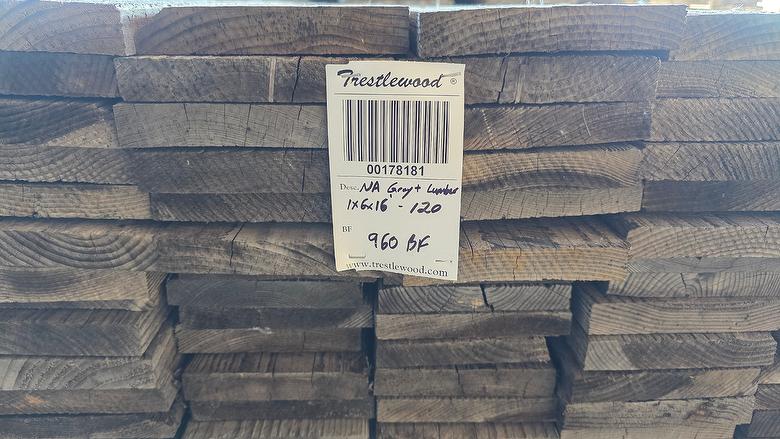 Trestlewood ®
00178181
Desc. NA Gray+ Lumber
1x6x16' - 120
BF
960 BF
www.trestlewood.com